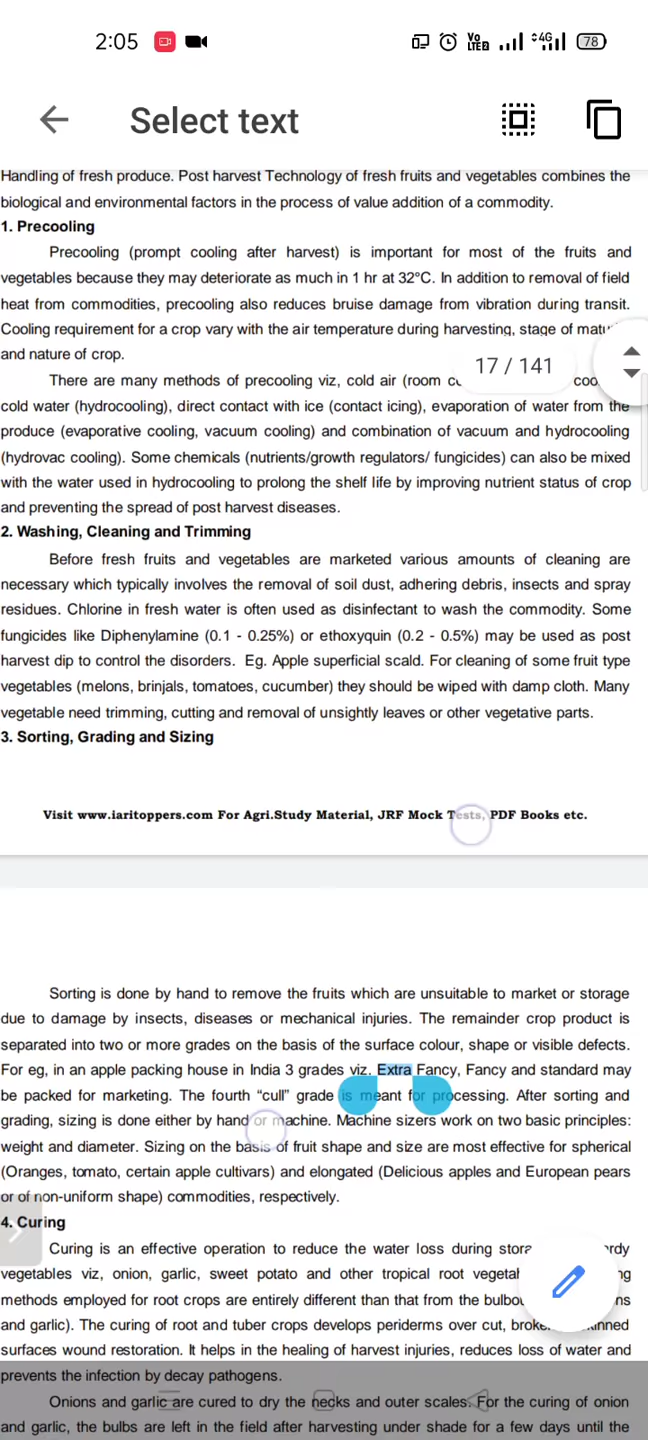 2:05 Vo LTE2 4G 78
Select text
Handling of fresh produce. Post harvest Technology of fresh fruits and vegetables combines the
biological and environmental factors in the process of value addition of a commodity.
1. Precooling
Precooling (prompt cooling after harvest) is important for most of the fruits and
vegetables because they may deteriorate as much in 1 hr at 32°C. In addition to removal of field
heat from commodities, precooling also reduces bruise damage from vibration during transit.
Cooling requirement for a crop vary with the air temperature during harvesting, stage of
and nature of crop.
17 / 141
There are many methods of precooling viz, cold air (room
cold water (hydrocooling), direct contact with ice (contact icing), evaporation of water from the
produce (evaporative cooling, vacuum cooling) and combination of vacuum and hydrocooling
(hydrovac cooling). Some chemicals (nutrients/growth regulators/ fungicides) can also be mixed
with the water used in hydrocooling to prolong the shelf life by improving nutrient status of crop
and preventing the spread of post harvest diseases.
2. Washing, Cleaning and Trimming
Before fresh fruits and vegetables are marketed various amounts of cleaning are
necessary which typically involves the removal of soil dust, adhering debris, insects and spray
residues. Chlorine in fresh water is often used as disinfectant to wash the commodity. Some
fungicides like Diphenylamine (0.1 - 0.25%) or ethoxyquin (0.2 - 0.5%) may be used as post
harvest dip to control the disorders. Eg. Apple superficial scald. For cleaning of some fruit type
vegetables (melons, brinjals, tomatoes, cucumber) they should be wiped with damp cloth. Many
vegetable need trimming, cutting and removal of unsightly leaves or other vegetative parts.
3. Sorting, Grading and Sizing
Visit www.iaritoppers.com For Agri.Study Material, JRF Mock Tests, PDF Books etc.
Sorting is done by hand to remove the fruits which are unsuitable to market or storage
due to damage by insects, diseases or mechanical injuries. The remainder crop product is
separated into two or more grades on the basis of the surface colour, shape or visible defects.
For eg, in an apple packing house in India 3 grades viz. Extra Fancy, Fancy and standard may
be packed for marketing. The fourth “cull” grade is meant for processing. After sorting and
grading, sizing is done either by hand or machine. Machine sizers work on two basic principles:
weight and diameter. Sizing on the basis of fruit shape and size are most effective for spherical
(Oranges, tomato, certain apple cultivars) and elongated (Delicious apples and European pears
or of non-uniform shape) commodities, respectively.
4. Curing
Curing is an effective operation to reduce the water loss during
vegetables viz, onion, garlic, sweet potato and other tropical root
methods employed for root crops are entirely different than that from the
and garlic). The curing of root and tuber crops develops periderms over cut,
surfaces wound restoration. It helps in the healing of harvest injuries, reduces loss of water and
prevents the infection by decay pathogens.
Onions and garlic are cured to dry the necks and outer scales. For the curing of onion
and garlic, the bulbs are left in the field after harvesting under shade for a few days until the